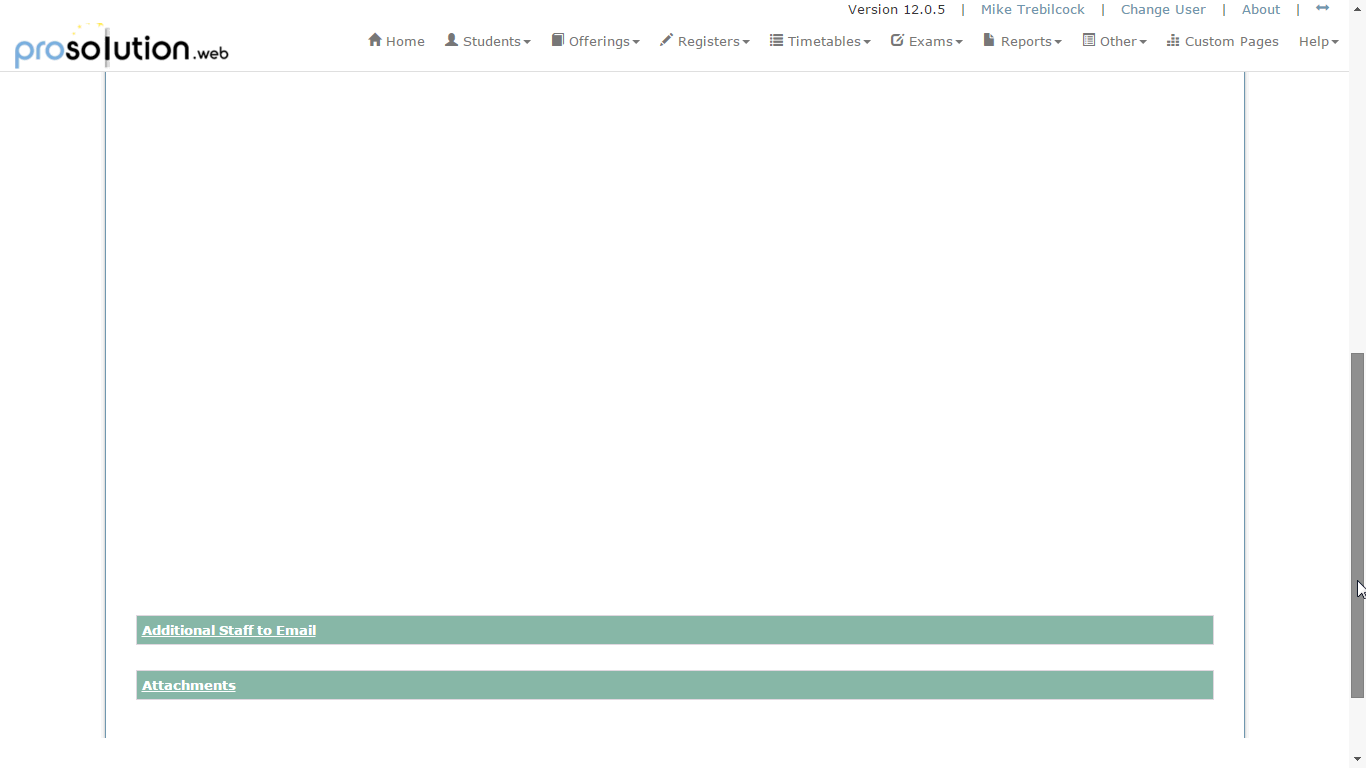 Version 12.0.5 | Mike Trebilcock | Change User | About |
prosolution.web Home Students Offerings Registers Timetables Exams Reports Other Custom Pages Help
Additional Staff to Email
Attachments